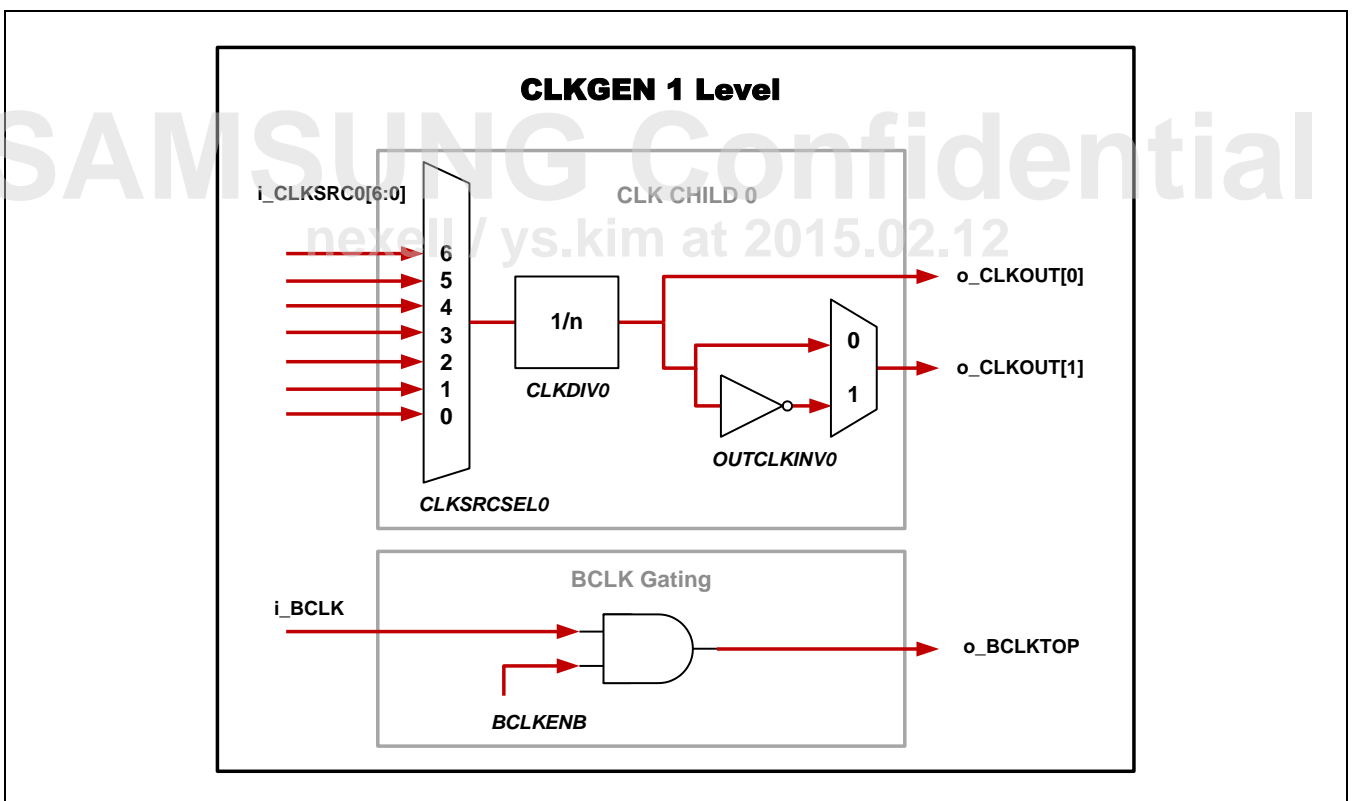 CLKGEN 1 Level
SAMSUNG Confidential
i_CLKSRC0[6:0]
CLK CHILD 0
nexell / ys.kim at 2015.02.12
6
5
4
3
2
1
0
1/n
CLKDIV0
0
1
OUTCLKINV0
CLKSRCSEL0
o_CLKOUT[0]
o_CLKOUT[1]
BCLK Gating
i_BCLK
BCLKENB
o_BCLKTOP